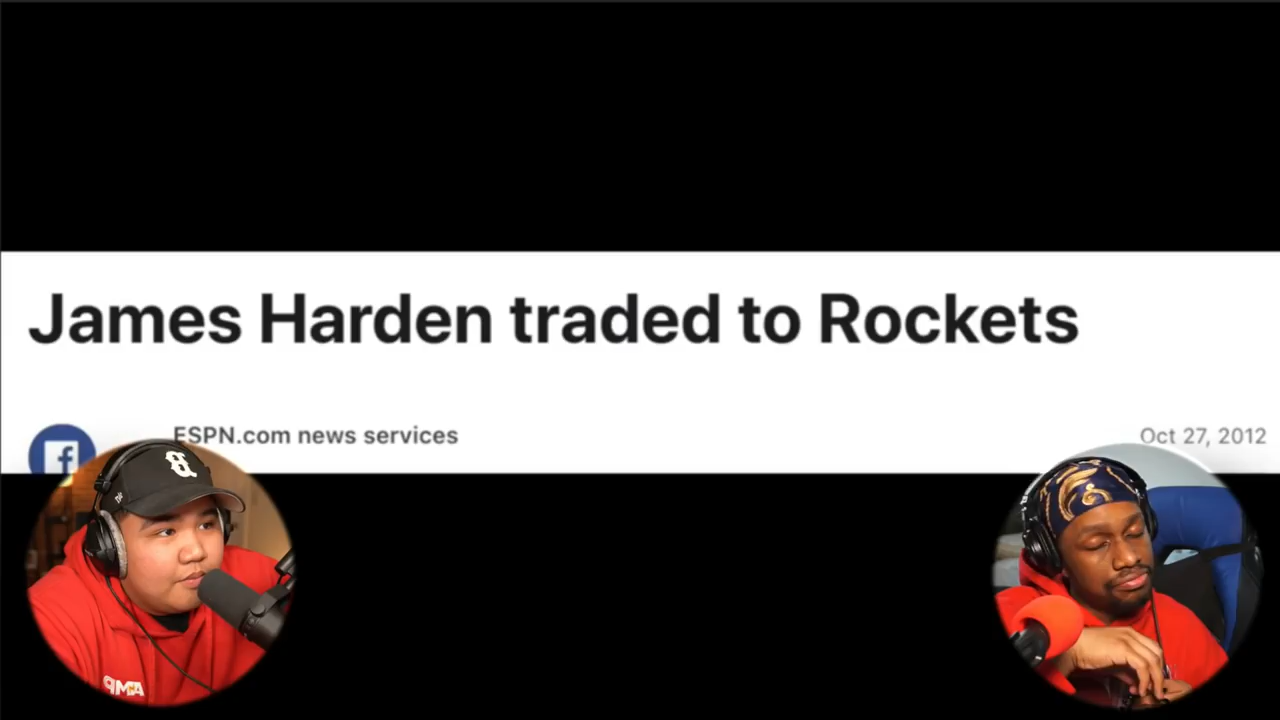 James Harden traded to Rockets
ESPN.com news services
Oct 27, 2012